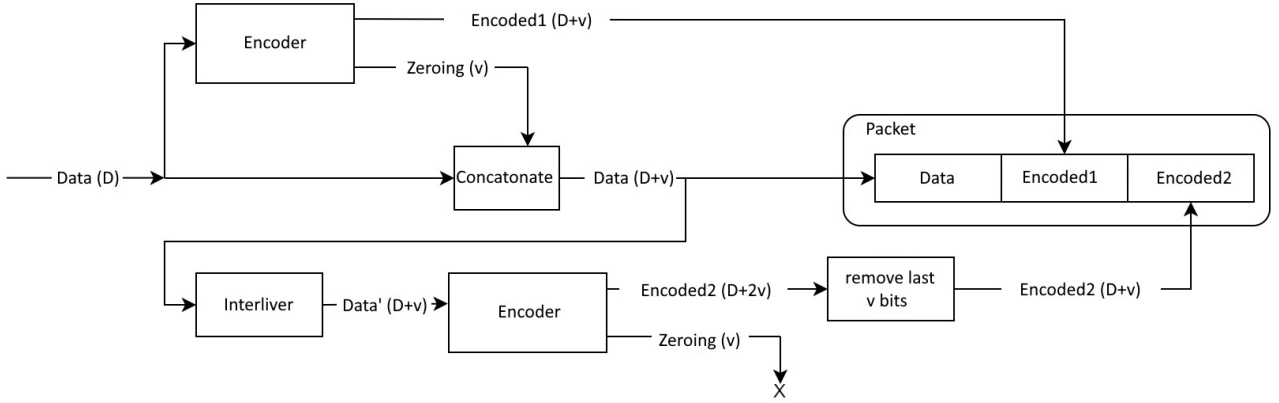 Encoded1 (D+v)
Encoder
Zeroing (v)
Packet
Data (D)
Concatonate
Data (D+v)
Data
Encoded1
Encoded2
Interliver
Data' (D+v)
Encoder
Encoded2 (D+2v)
remove last
v bits
Encoded2 (D+v)
Zeroing (v)
X